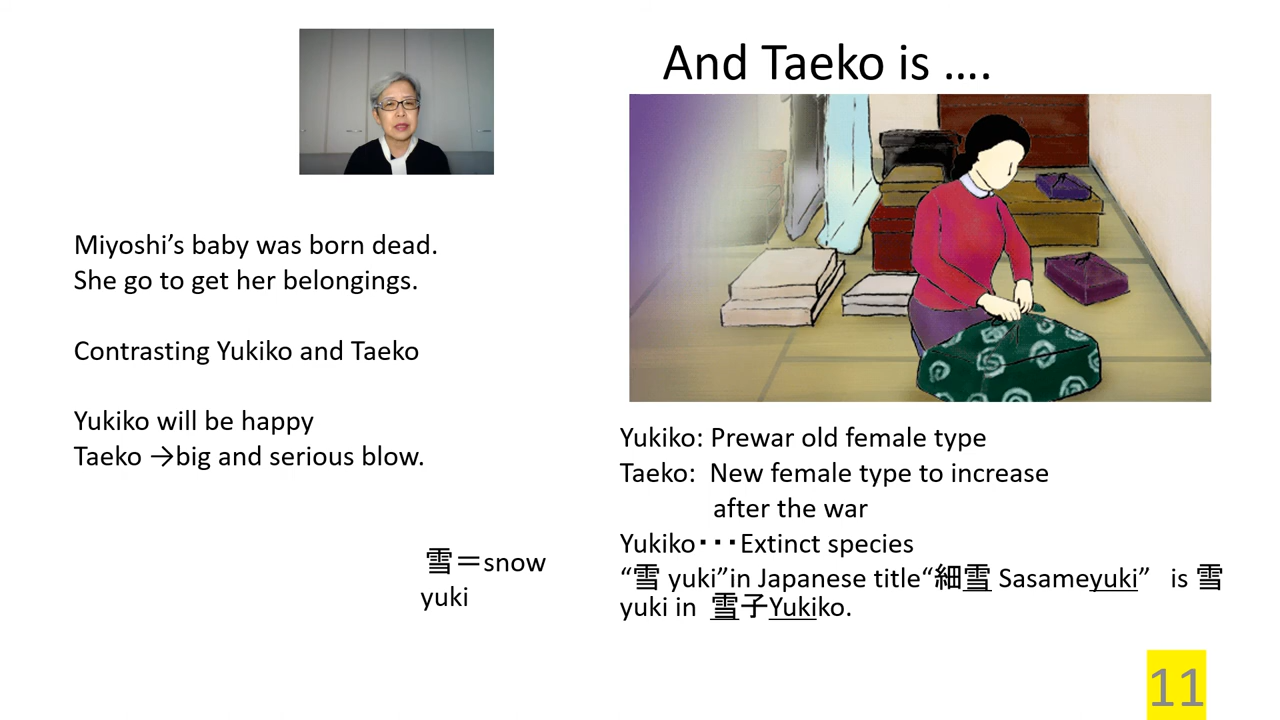 And Taeko is ….
Miyoshi’s baby was born dead.
She go to get her belongings.
Contrasting Yukiko and Taeko
Yukiko will be happy
Taeko →big and serious blow.
雪＝snow
yuki
Yukiko: Prewar old female type
Taeko:  New female type to increase
after the war
Yukiko・・・Extinct species
“雪 yuki”in Japanese title“細雪 Sasameyuki”  is 雪
yuki in  雪子Yukiko.
11